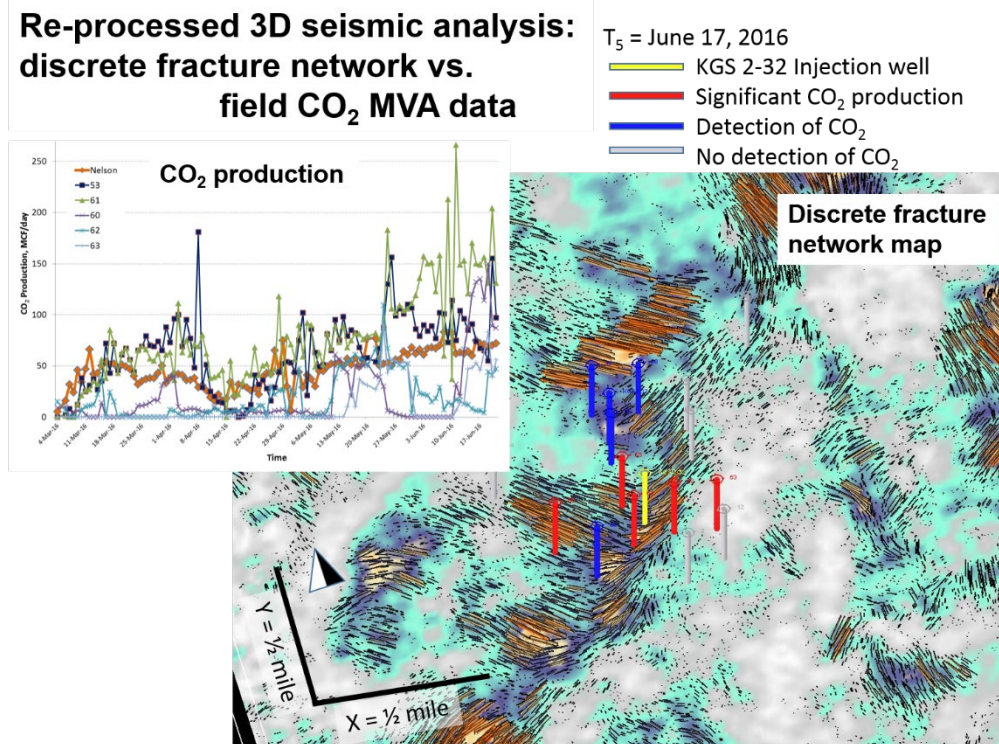 Re-processed 3D seismic analysis:
discrete fracture network vs.
field CO₂ MVA data
T₅ = June 17, 2016
KGS 2-32 Injection well
Significant CO₂ production
Detection of CO₂
No detection of CO₂
CO₂ production
Nelson
53
61
60
62
63
CO₂ Production, MCF/day
250
200
150
100
50
0
4-Mar-16
11-Mar-16
18-Mar-16
25-Mar-16
1-Apr-16
8-Apr-16
15-Apr-16
22-Apr-16
29-Apr-16
6-May-16
13-May-16
20-May-16
27-May-16
3-Jun-16
10-Jun-16
17-Jun-16
Time
Discrete fracture
network map
Y = ½ mile
X = ½ mile